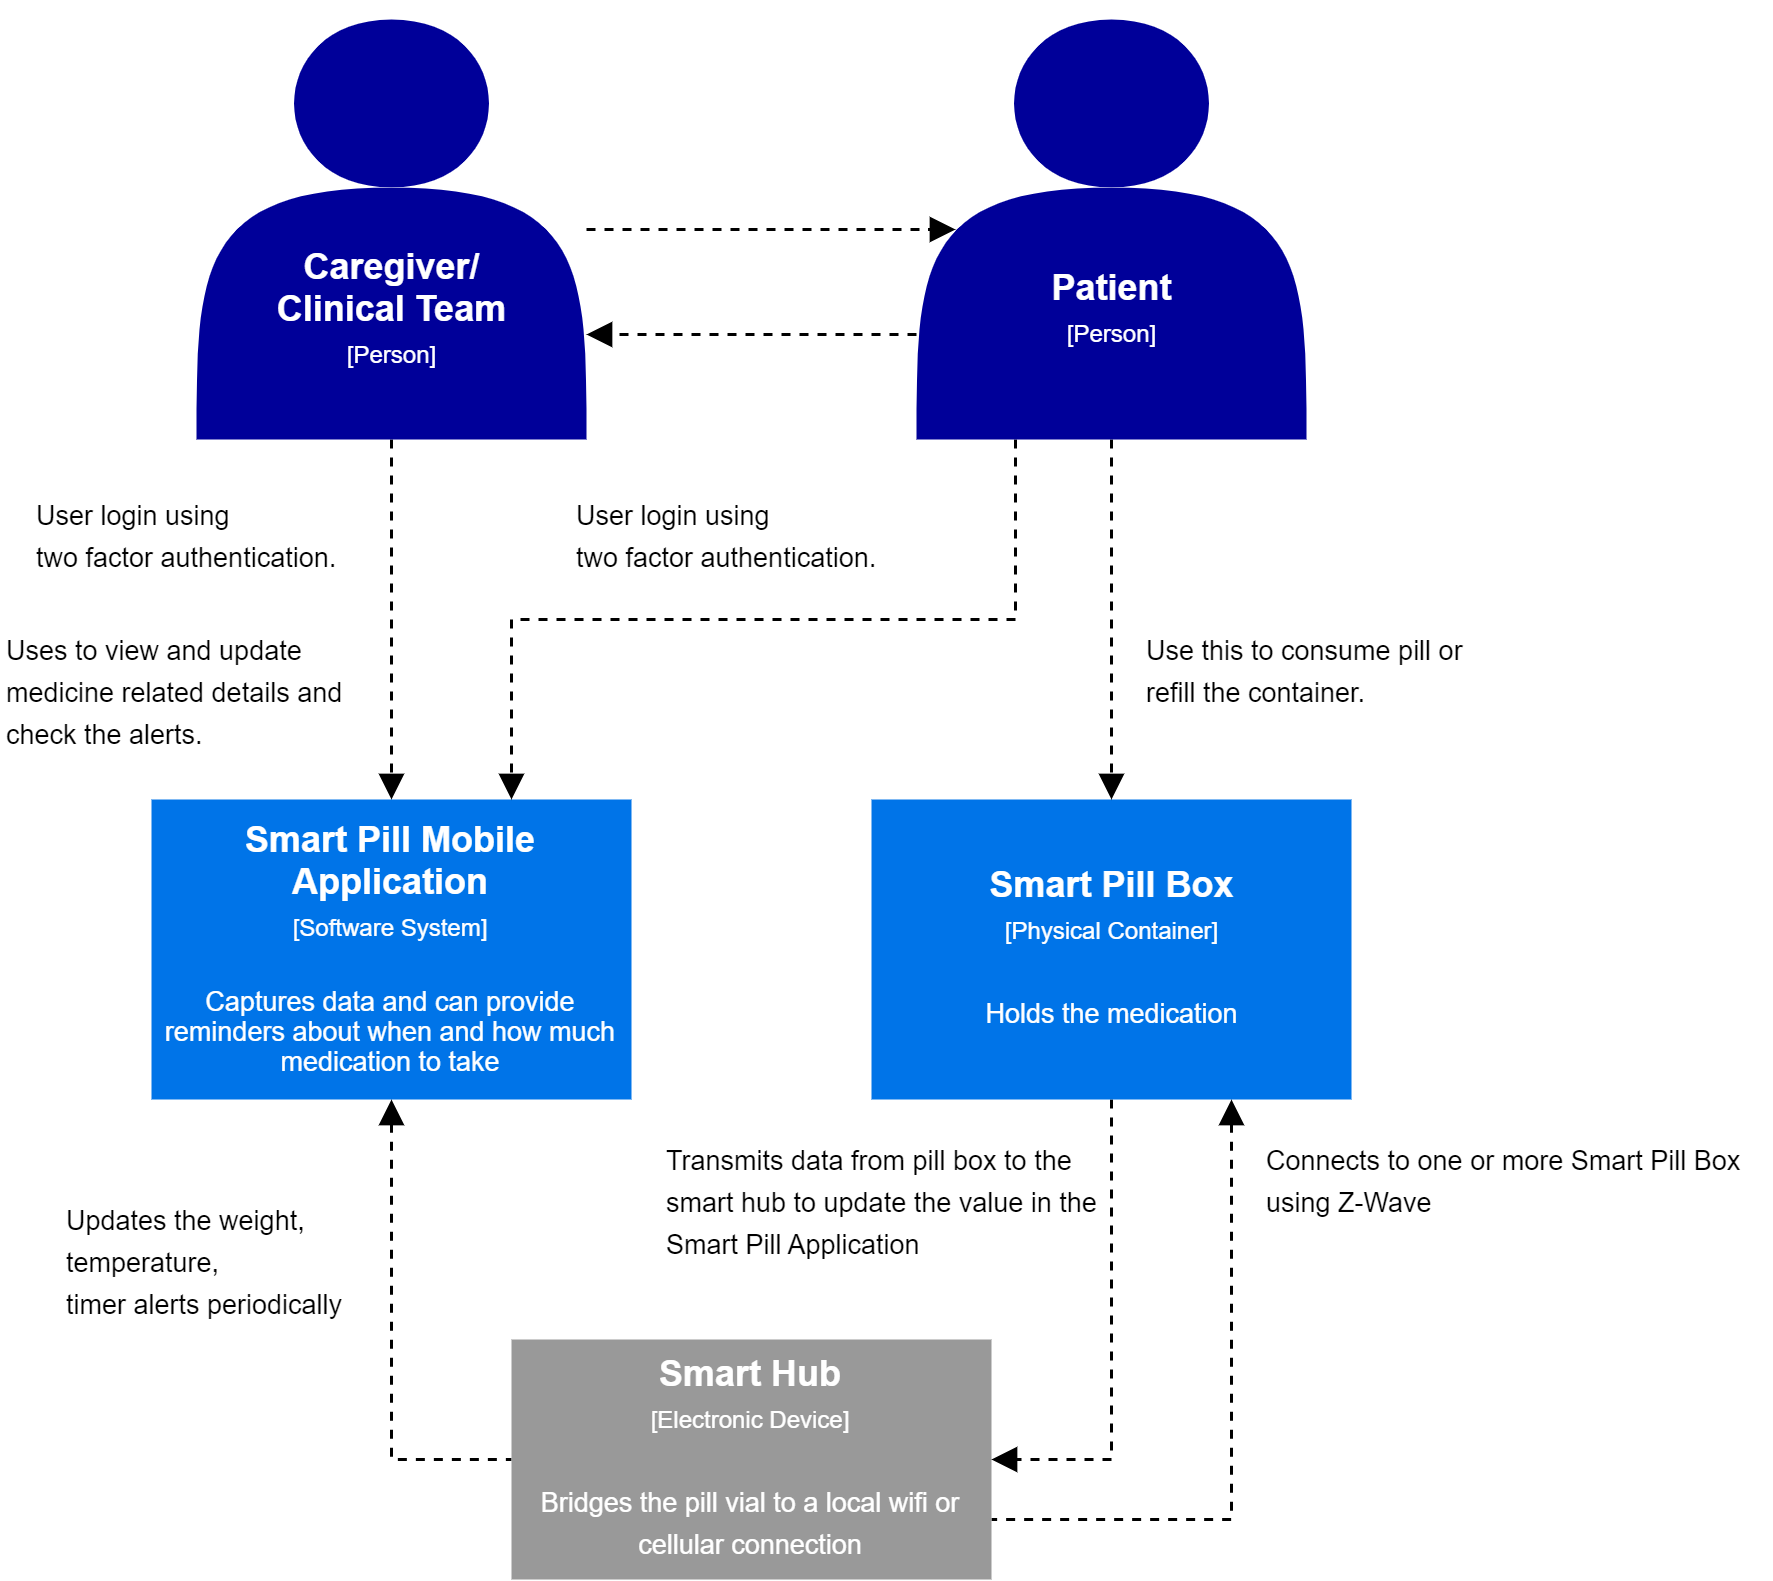 Caregiver/
Clinical Team
[Person]
Patient
[Person]
User login using
two factor authentication.
User login using
two factor authentication.
Uses to view and update
medicine related details and
check the alerts.
Use this to consume pill or
refill the container.
Smart Pill Mobile
Application
[Software System]
Captures data and can provide
reminders about when and how much
medication to take
Smart Pill Box
[Physical Container]
Holds the medication
Updates the weight,
temperature,
timer alerts periodically
Transmits data from pill box to the
smart hub to update the value in the
Smart Pill Application
Connects to one or more Smart Pill Box
using Z-Wave
Smart Hub
[Electronic Device]
Bridges the pill vial to a local wifi or
cellular connection